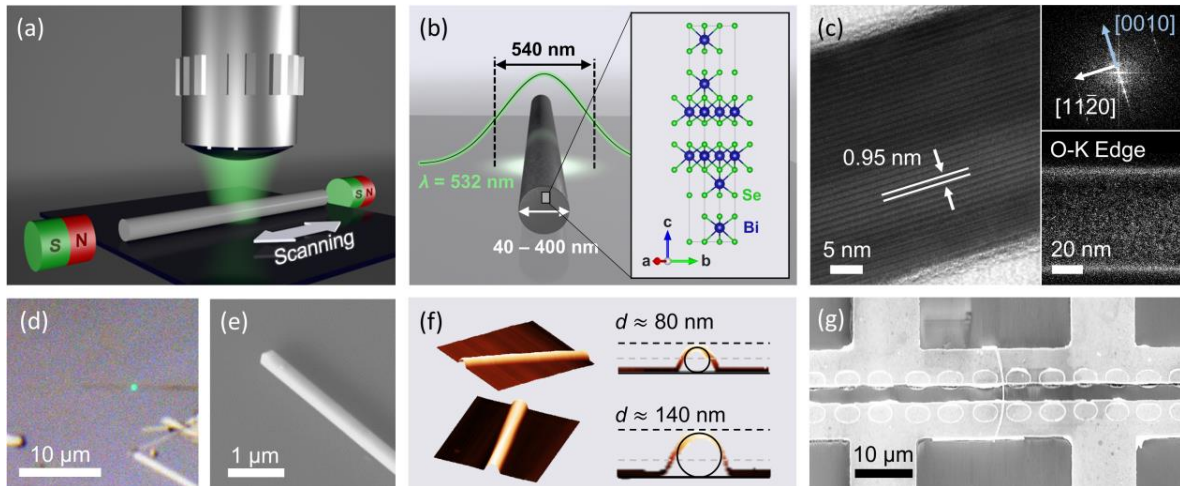 (a)
S
N
S
N
Scanning
(b)
540 nm
λ = 532 nm
40 – 400 nm
Se
Bi
c
a
b
(c)
0.95 nm
5 nm
[0010]
[112̄0]
O-K Edge
20 nm
(d)
10 µm
(e)
1 µm
(f)
d ≈ 80 nm
d ≈ 140 nm
(g)
10 µm